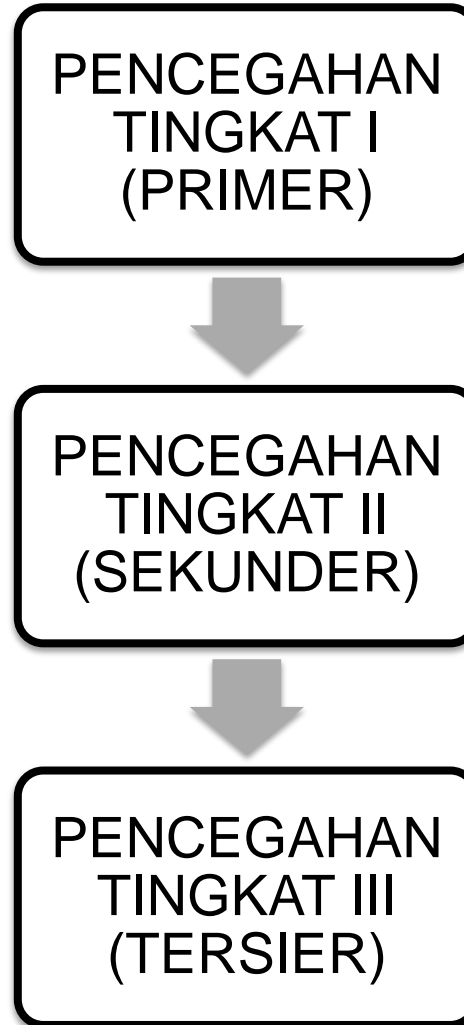 PENCEGAHAN
TINGKAT I
(PRIMER)
PENCEGAHAN
TINGKAT II
(SEKUNDER)
PENCEGAHAN
TINGKAT III
(TERSIER)